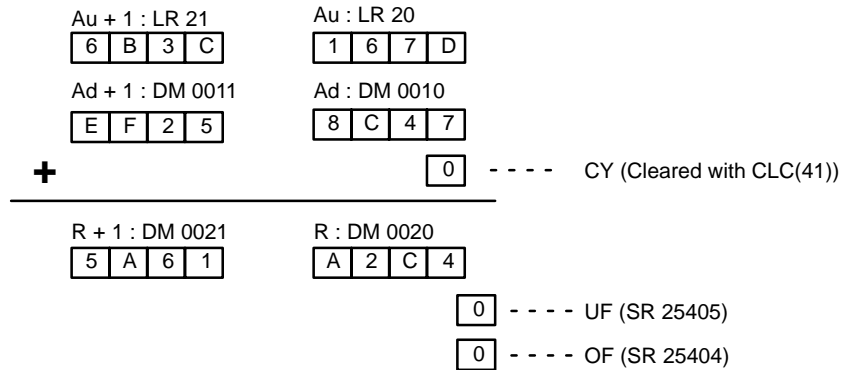 Au + 1 : LR 21 Au : LR 20
6 B 3 C 1 6 7 D
Ad + 1 : DM 0011 Ad : DM 0010
E F 2 5 8 C 4 7
+ 0 - - - - CY (Cleared with CLC(41))
R + 1 : DM 0021 R : DM 0020
5 A 6 1 A 2 C 4
0 - - - - UF (SR 25405)
0 - - - - OF (SR 25404)